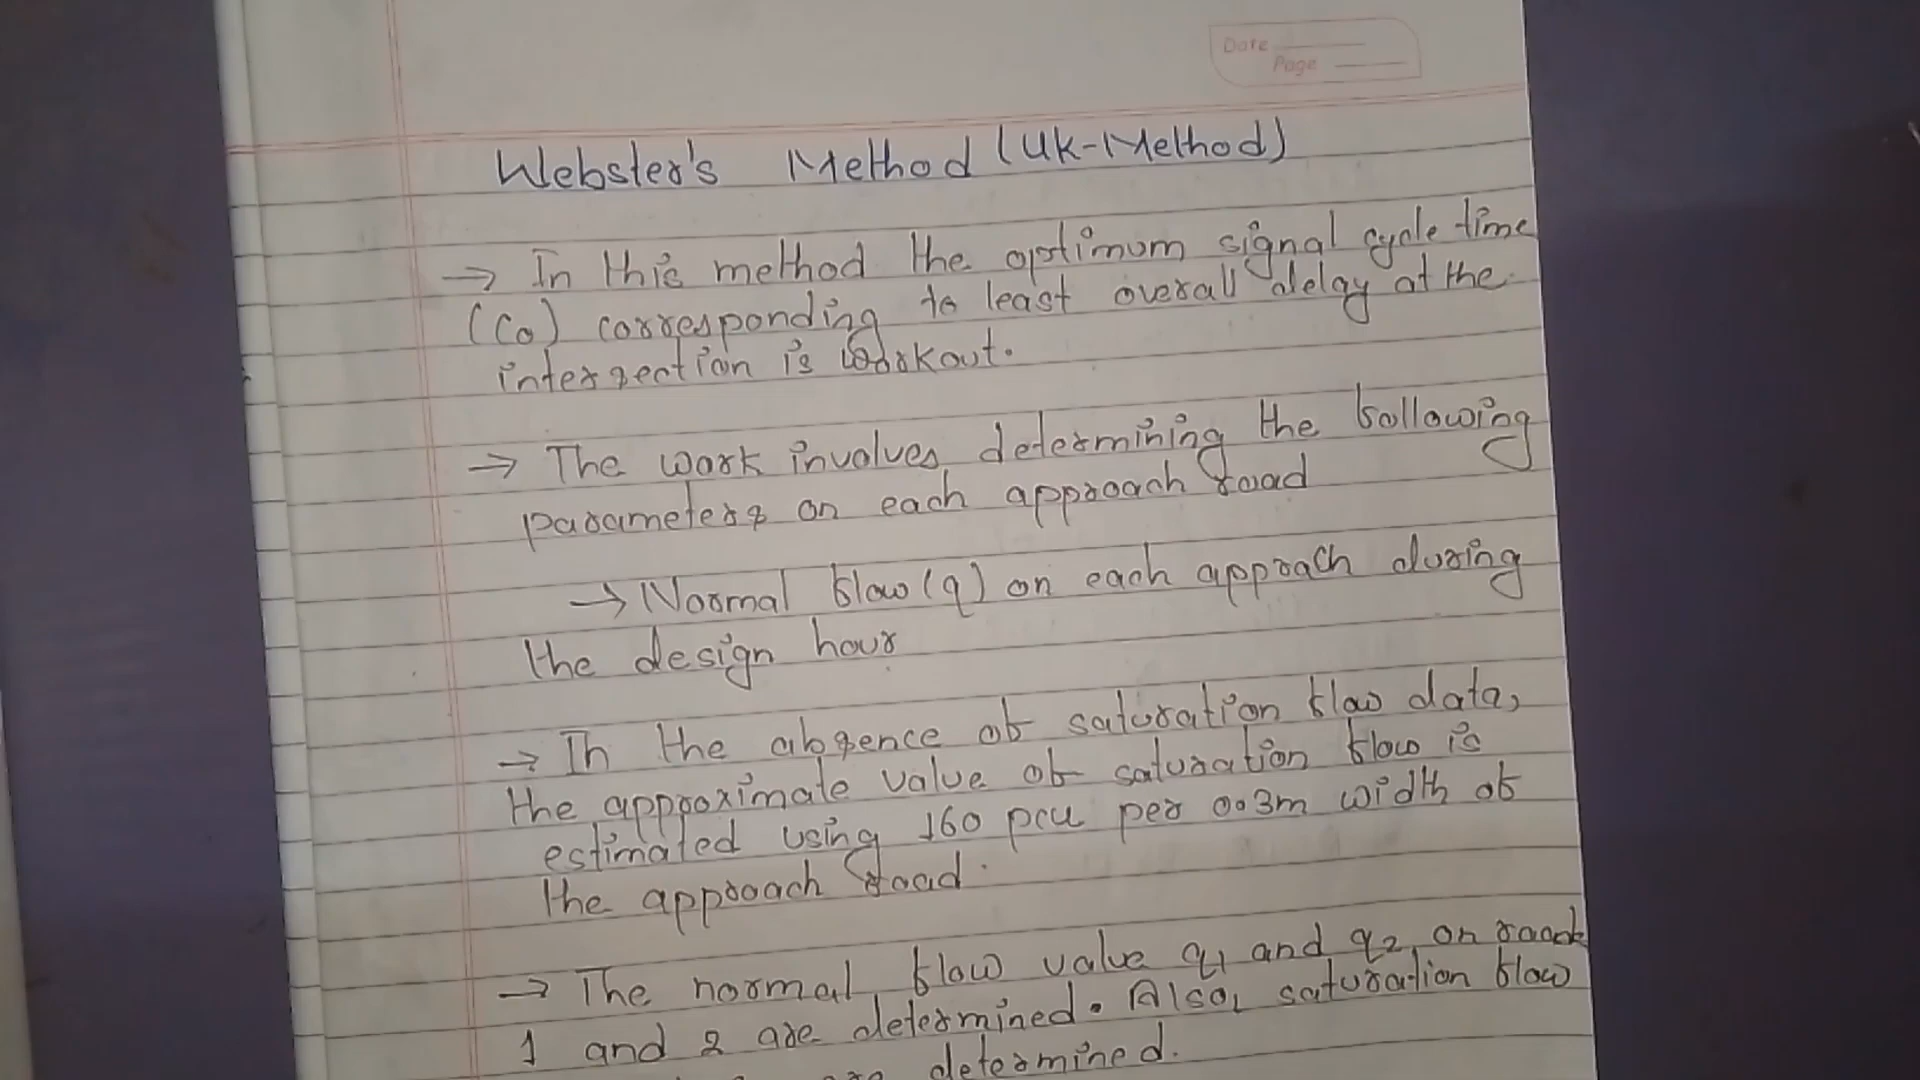 Date
Page
Webster's Method (UK-Method)
→ In this method the optimum signal cycle time
(Co) corresponding to least overall delay at the
intersection is workout.
→ The work involves determining the following
parameters on each approach road
→ Normal flow (q) on each approach during
the design hour
→ In the absence of saturation flow data,
the approximate value of saturation flow is
estimated using 160 pcu per 0.3m width of
the approach road.
→ The normal flow value q1 and q2 on road
1 and 2 are determined. Also, saturation flow
are determined.